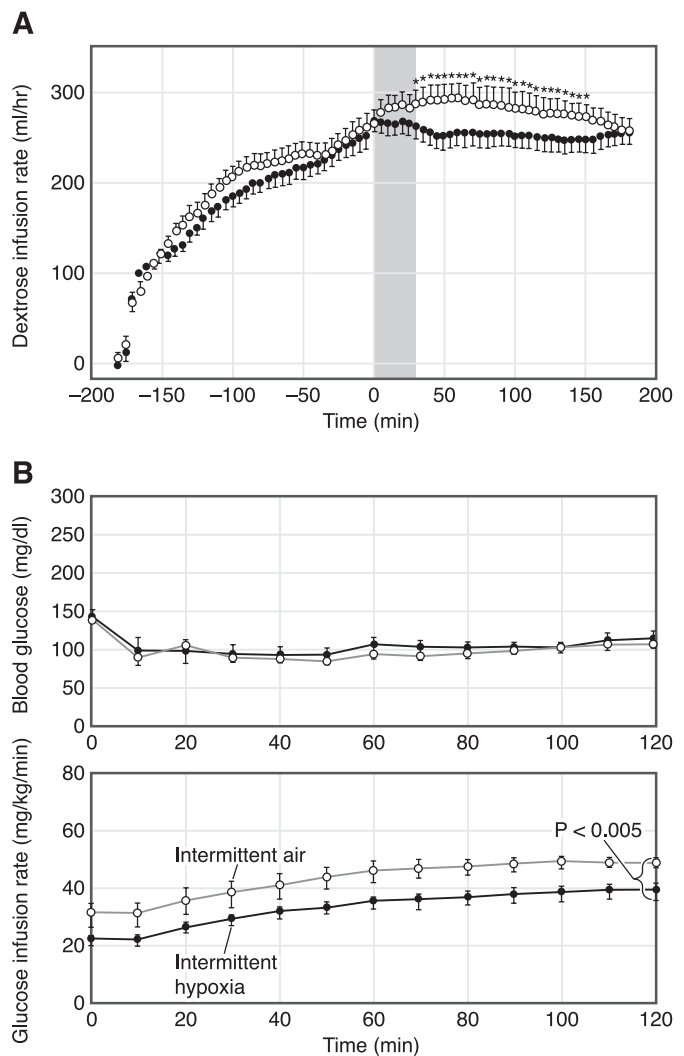 A
Dextrose infusion rate (ml/hr)
300
200
100
0
−200 −150 −100 −50 0 50 100 150 200
Time (min)
* * * * * * * * * * * * * * * * * * * * * * * * *
B
Blood glucose (mg/dl)
300
250
200
150
100
50
0
0 20 40 60 80 100 120
Glucose infusion rate (mg/kg/min)
80
60
40
20
0
P < 0.005
Intermittent air
Intermittent
hypoxia
0 20 40 60 80 100 120
Time (min)